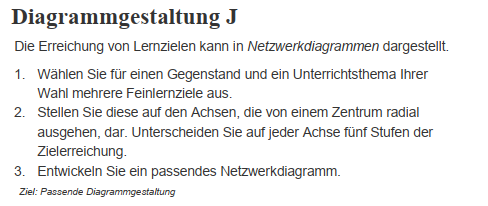 Diagrammgestaltung J
Die Erreichung von Lernzielen kann in Netzwerkdiagrammen dargestellt.
1. Wählen Sie für einen Gegenstand und ein Unterrichtsthema Ihrer
Wahl mehrere Feinlernziele aus.
2. Stellen Sie diese auf den Achsen, die von einem Zentrum radial
ausgehen, dar. Unterscheiden Sie auf jeder Achse fünf Stufen der
Zielerreichung.
3. Entwickeln Sie ein passendes Netzwerkdiagramm.
Ziel: Passende Diagrammgestaltung